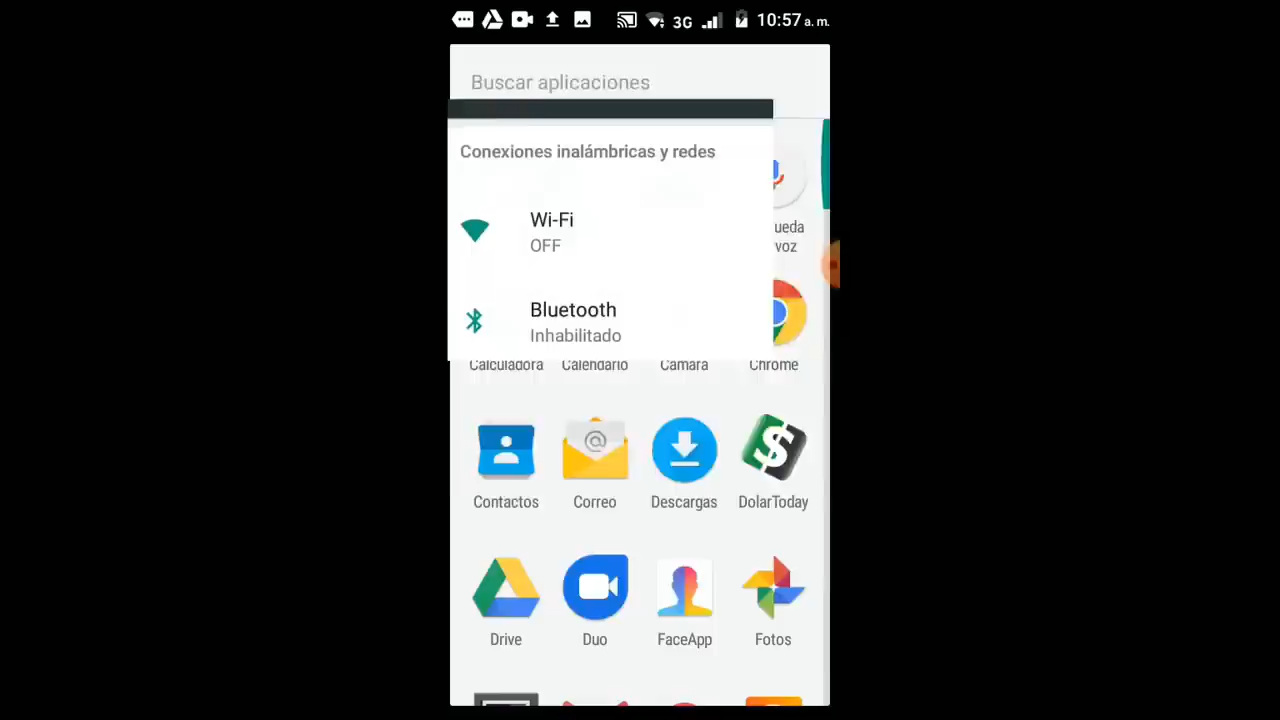 3G 10:57 a. m.
Buscar aplicaciones
Conexiones inalámbricas y redes
Wi-Fi
OFF
ueda
voz
Bluetooth
Inhabilitado
Calculadora Calendario Cámara Chrome
Contactos Correo Descargas DolarToday
Drive Duo FaceApp Fotos